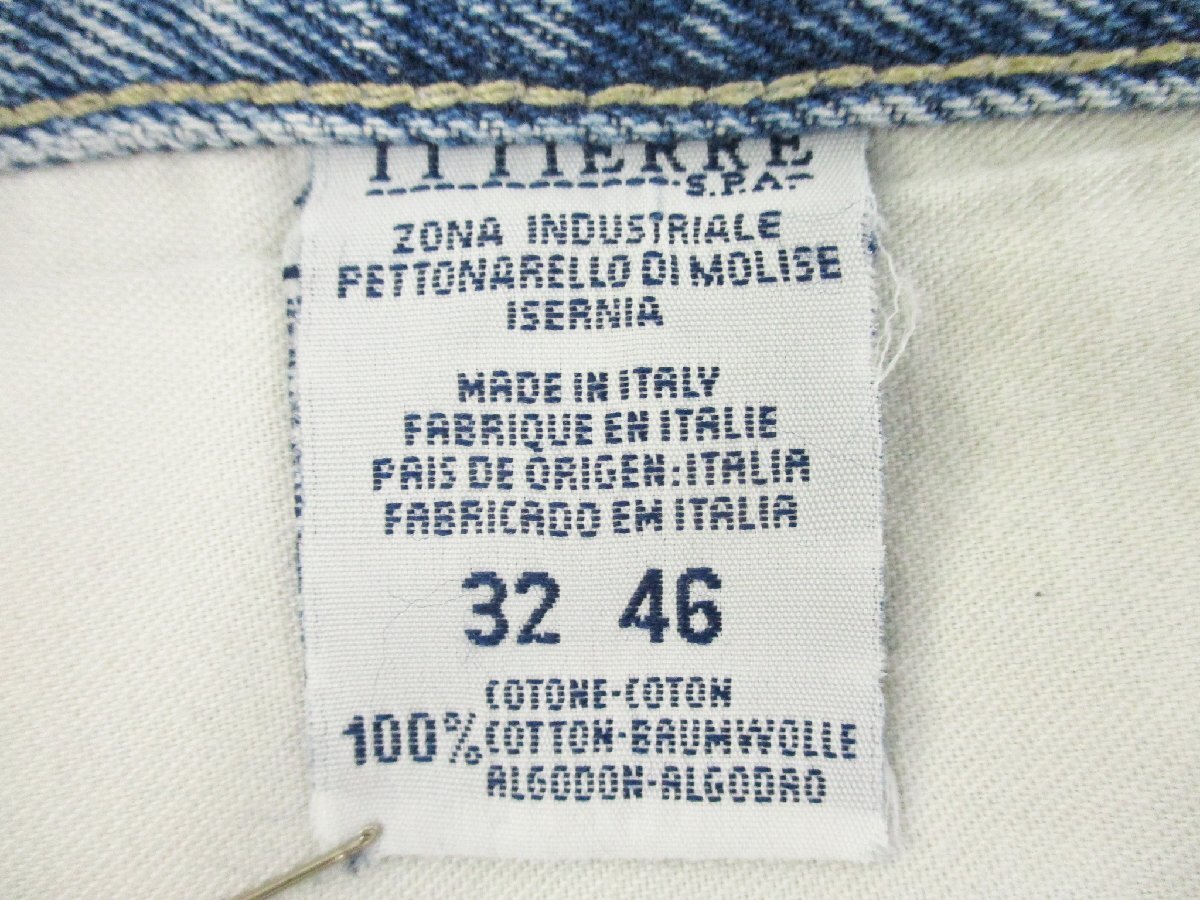 IT TIERRE
S.P.A.
ZONA INDUSTRIALE
PETTONARELLO DI MOLISE
ISERNIA
MADE IN ITALY
FABRIQUE EN ITALIE
PAIS DE ORIGEN: ITALIA
FABRICADO EM ITALIA
32 46
COTONE-COTON
100% COTTON-BAUMWOLLE
ALGODON-ALGODAO